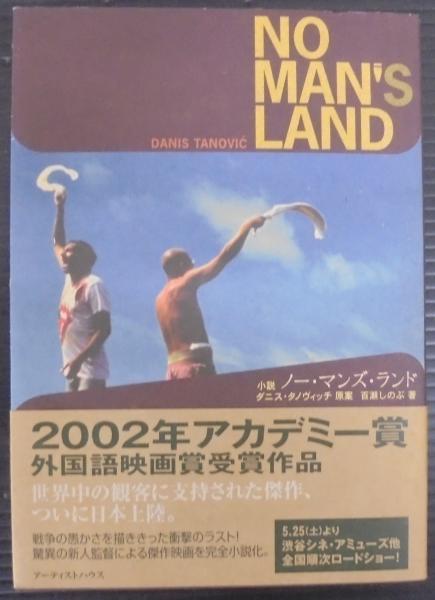 NO
MAN'S
LAND
DANIS TANOVIĆ
小説 ノー・マンズ・ランド
ダニス・タノヴィッチ 原案 百瀬しのぶ 著
2002年アカデミー賞
外国語映画賞受賞作品
世界中の観客に支持された傑作、
ついに日本上陸。
戦争の愚かさを描ききった衝撃のラスト!
驚異の新人監督による傑作映画を完全小説化。
アーティストハウス
5.25(土)より
渋谷シネ・アミューズ他
全国順次ロードショー!